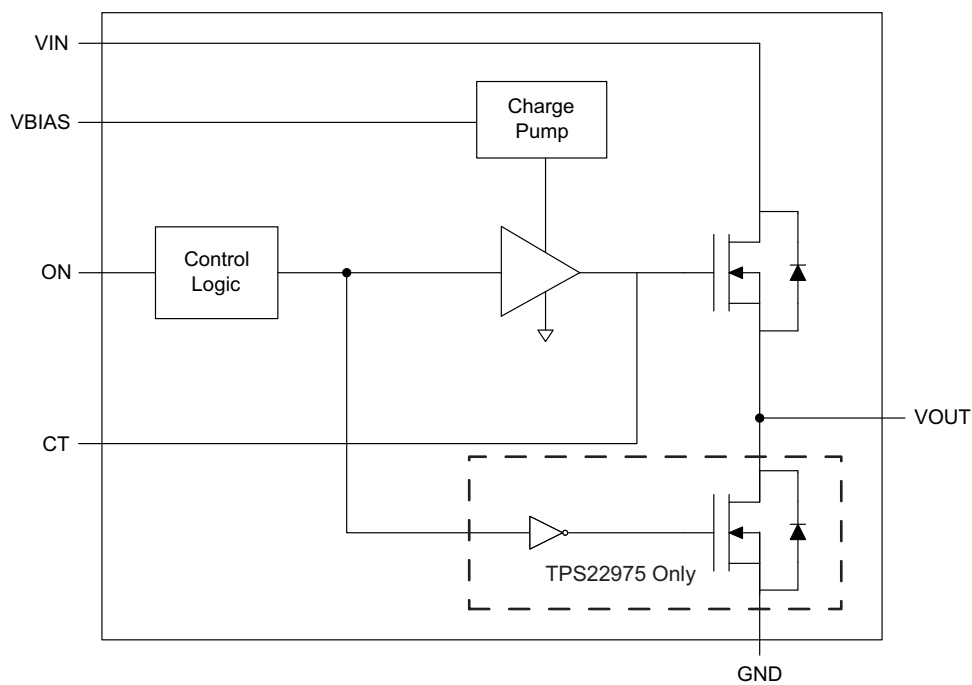 VIN
Charge
Pump
VBIAS
Control
Logic
ON
VOUT
CT
TPS22975 Only
GND